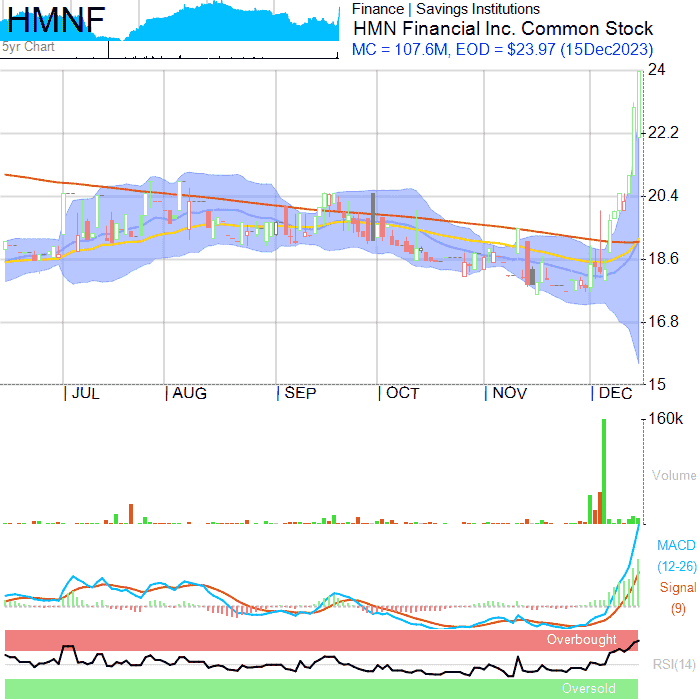 HMNF
5yr Chart
Finance | Savings Institutions
HMN Financial Inc. Common Stock
MC = 107.6M, EOD = $23.97 (15Dec2023)
24
22.2
20.4
18.6
16.8
15
| JUL | AUG | SEP | OCT | NOV | DEC
160k
Volume
MACD
(12-26)
Signal
(9)
Overbought
RSI(14)
Oversold